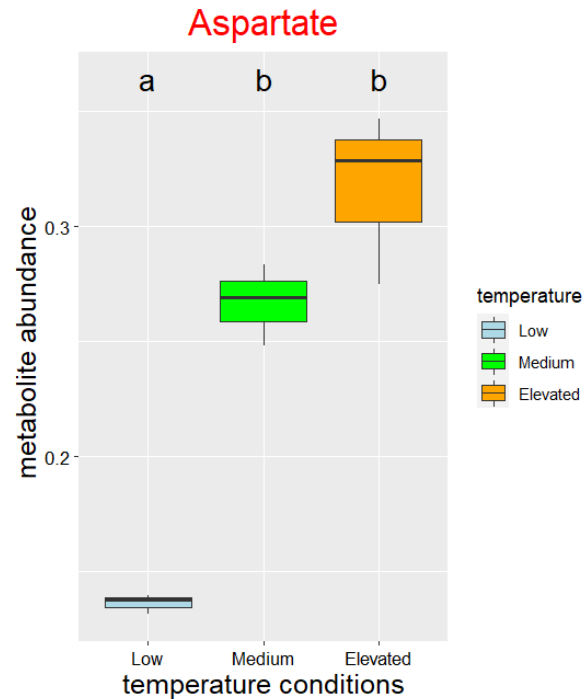 Aspartate
a b b
metabolite abundance
0.3
0.2
Low Medium Elevated
temperature conditions
temperature
Low
Medium
Elevated